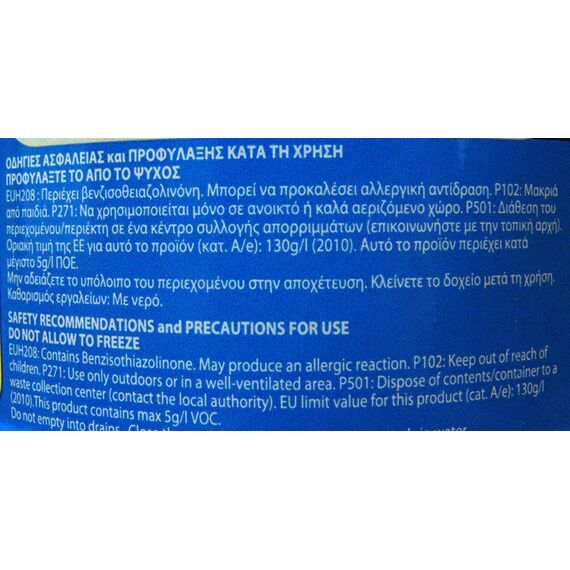 ΟΔΗΓΙΕΣ ΑΣΦΑΛΕΙΑΣ και ΠΡΟΦΥΛΑΞΗΣ ΚΑΤΑ ΤΗ ΧΡΗΣΗ
ΠΡΟΦΥΛΑΞΤΕ ΤΟ ΑΠΟ ΤΟ ΨΥΧΟΣ
EUH208 : Περιέχει βενζισοθειαζολινόνη. Μπορεί να προκαλέσει αλλεργική αντίδραση. P102: Μακριά
από παιδιά. P271: Να χρησιμοποιείται μόνο σε ανοικτό ή καλά αεριζόμενο χώρο. P501: Διάθεση του
περιεχομένου/περιέκτη σε ένα κέντρο συλλογής απορριμμάτων (επικοινωνήστε με την τοπική αρχή).
Οριακή τιμή της ΕΕ για αυτό το προϊόν (κατ. A/e): 130g/l (2010). Αυτό το προϊόν περιέχει κατά
μέγιστο 5g/l ΠΟΕ.
Μην αδειάζετε το υπόλοιπο του περιεχομένου στην αποχέτευση. Κλείνετε το δοχείο μετά τη χρήση.
Καθαρισμός εργαλείων: Με νερό.
SAFETY RECOMMENDATIONS and PRECAUTIONS FOR USE
DO NOT ALLOW TO FREEZE
EUH208: Contains Benzisothiazolinone. May produce an allergic reaction. P102: Keep out of reach of
children. P271: Use only outdoors or in a well-ventilated area. P501: Dispose of contents/container to a
waste collection center (contact the local authority). EU limit value for this product (cat. A/e): 130g/l
(2010).This product contains max 5g/l VOC.
Do not empty into drains. water